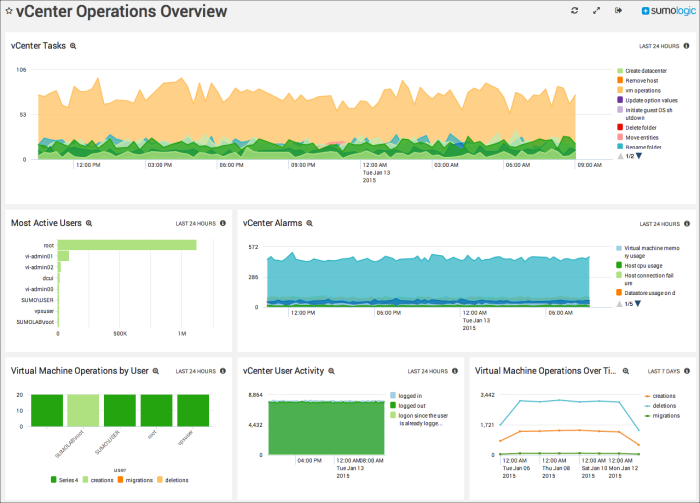 vCenter Operations Overview
sumologic
vCenter Tasks
LAST 24 HOURS
106
53
0
12:00 PM
03:00 PM
06:00 PM
09:00 PM
12:00 AM
Tue Jan 13
2015
03:00 AM
06:00 AM
09:00 AM
Create datacenter
Remove host
vm operations
Update option values
Initiate guest OS sh
utdown
Delete folder
Move entities
Rename folder
1/2
Most Active Users
LAST 24 HOURS
root
vi-admin01
vi-admin02
dcui
vi-admin03
SUMO\USER
vpxuser
SUMOLAB\root
0
500K
1M
vCenter Alarms
LAST 24 HOURS
572
286
0
12:00 PM
06:00 PM
12:00 AM
Tue Jan 13
2015
06:00 AM
Virtual machine memo
ry usage
Host cpu usage
Host connection fail
ure
Datastore usage on d
1/5
Virtual Machine Operations by User
LAST 24 HOURS
20
10
0
SUMOLAB\root
SUMO\USER
root
vpxuser
user
Series 4
creations
migrations
deletions
vCenter User Activity
LAST 24 HOURS
8,864
4,432
0
04:00 PM
12:00 AM
08:00 AM
Tue Jan 13
2015
logged in
logged out
logon since the user
is already logge...
Virtual Machine Operations Over Ti...
LAST 7 DAYS
3,442
1,721
0
12:00 AM
Tue Jan 06
2015
12:00 AM
Thu Jan 08
2015
12:00 AM
Sat Jan 10
2015
12:00 AM
Mon Jan 12
2015
creations
deletions
migrations